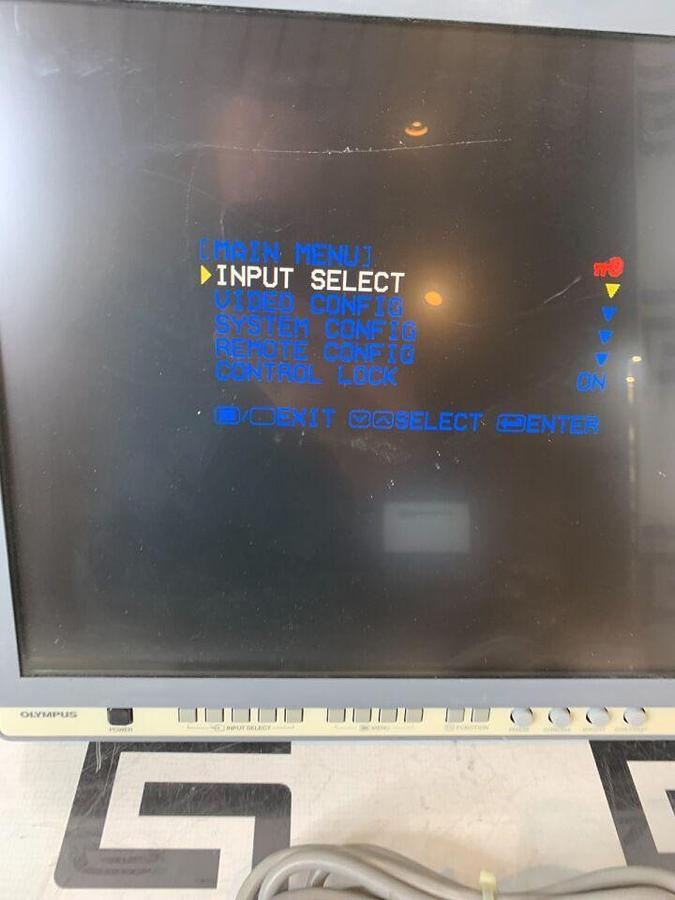 [MAIN MENU]
INPUT SELECT
VIDEO CONFIG
SYSTEM CONFIG
REMOTE CONFIG
CONTROL LOCK ON
/ EXIT SELECT ENTER
OLYMPUS
POWER
INPUT SELECT
MENU
FUNCTION